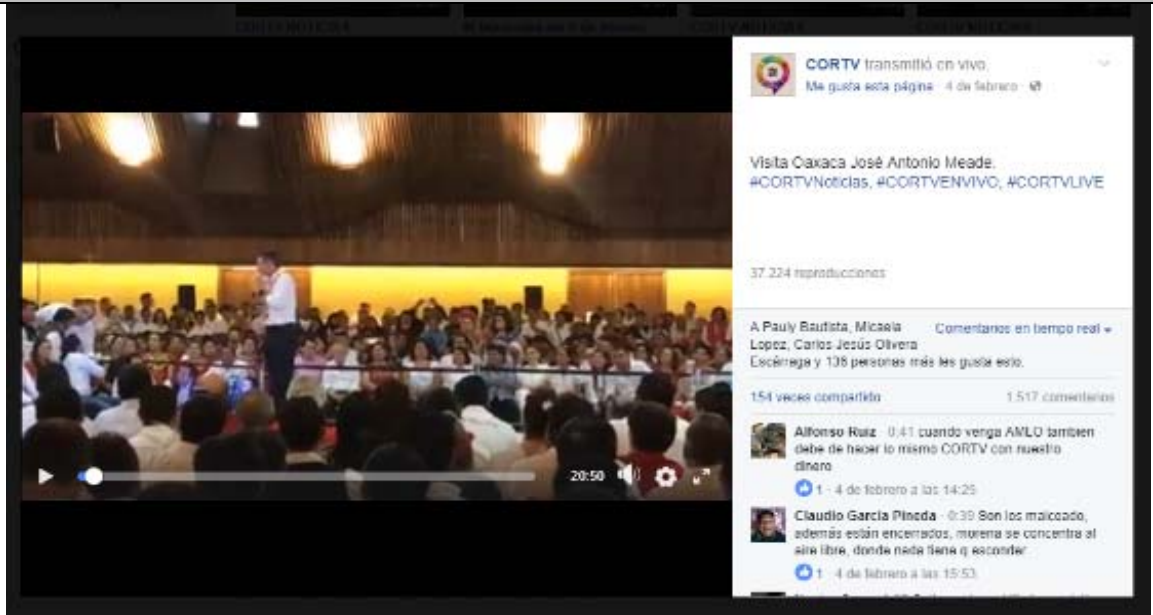 CORTV transmitió en vivo.
Me gusta esta página · 4 de febrero ·
Visita Oaxaca José Antonio Meade.
#CORTVNoticias, #CORTVENVIVO, #CORTVLIVE
37.224 reproducciones
A Pauly Bautista, Micaela
Lopez, Carlos Jesús Olivera
Escárrega y 136 personas más les gusta esto.
Comentarios en tiempo real
154 veces compartido
1.517 comentarios
Alfonso Ruiz · 0:41 cuando venga AMLO tambien
debe de hacer lo mismo CORTV con nuestro
dinero
1 · 4 de febrero a las 14:25
Claudio García Pineda · 0:39 Son los maiceado,
además están encerrados, morena se concentra al
aire libre, donde nada tiene q esconder
1 · 4 de febrero a las 15:53
20:50